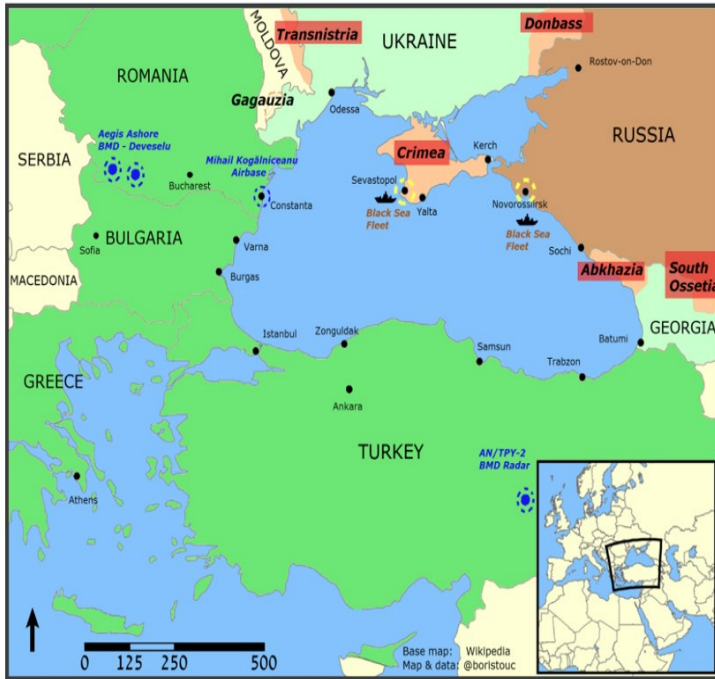 Transnistria
Donbass
UKRAINE
MOLDOVA
ROMANIA
Rostov-on-Don
Gagauzia
Odessa
Aegis Ashore
BMD - Deveselu
RUSSIA
SERBIA
Mihail Kogălniceanu
Airbase
Crimea
Kerch
Bucharest
Sevastopol
Constanta
Yalta
Novorossiirsk
Black Sea
Fleet
Black Sea
Fleet
Sofia
BULGARIA
Varna
Sochi
MACEDONIA
Burgas
Abkhazia
South
Ossetia
GEORGIA
Istanbul
Zonguldak
Samsun
Batumi
Trabzon
GREECE
Ankara
TURKEY
AN/TPY-2
BMD Radar
Athens
0 125 250 500
Base map: Wikipedia
Map & data: @boristouc